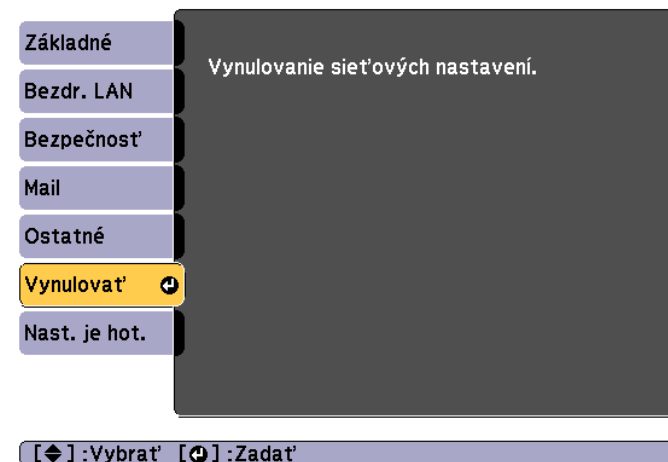 Základné
Vynulovanie sieťových nastavení.
Bezdr. LAN
Bezpečnosť
Mail
Ostatné
Vynulovať
Nast. je hot.
[◆] :Vybrať [⏎] :Zadať